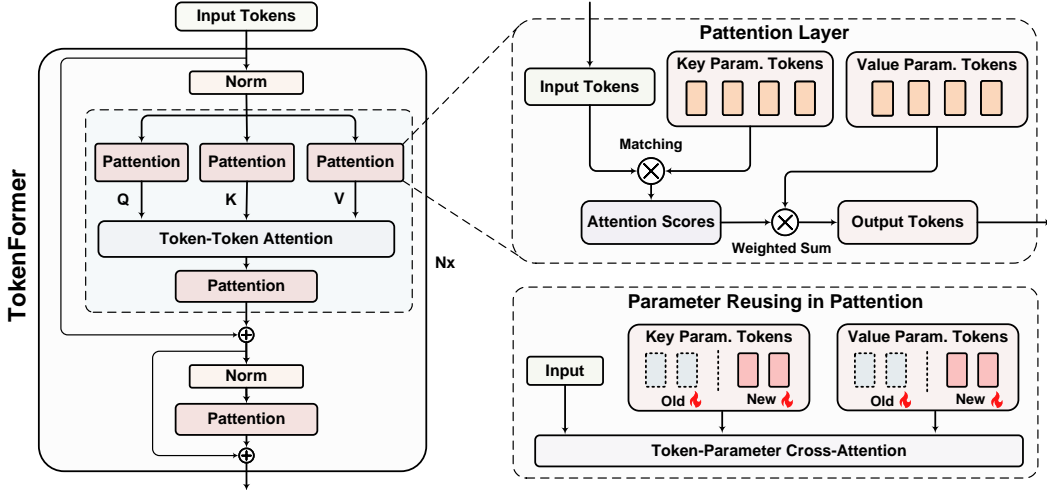 Input Tokens
TokenFormer
Norm
Pattention
Pattention
Pattention
Q
K
V
Token-Token Attention
Pattention
Nx
Norm
Pattention
Pattention Layer
Input Tokens
Key Param. Tokens
Value Param. Tokens
Matching
Attention Scores
Weighted Sum
Output Tokens
Parameter Reusing in Pattention
Input
Key Param. Tokens
Old
New
Value Param. Tokens
Old
New
Token-Parameter Cross-Attention